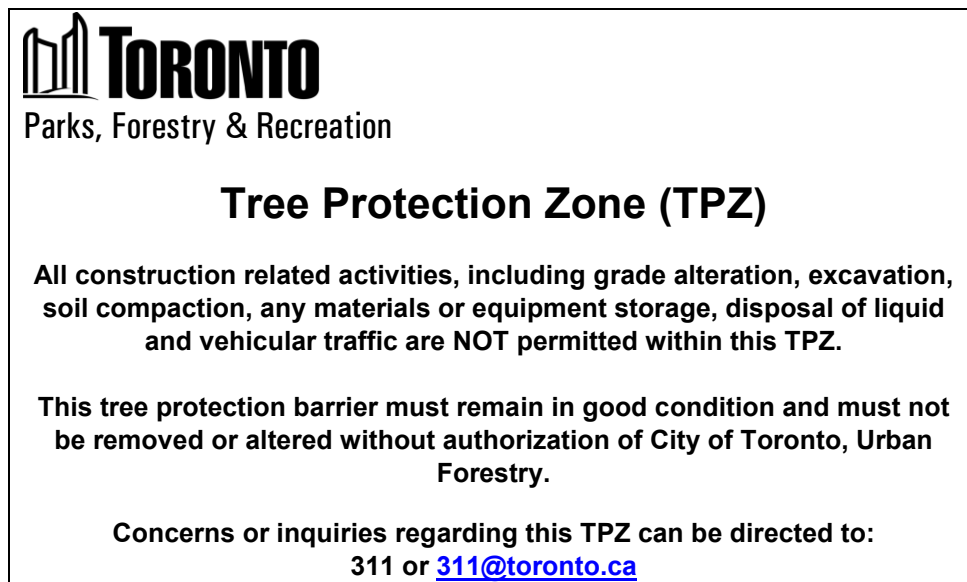 TORONTO
Parks, Forestry & Recreation
Tree Protection Zone (TPZ)
All construction related activities, including grade alteration, excavation,
soil compaction, any materials or equipment storage, disposal of liquid
and vehicular traffic are NOT permitted within this TPZ.
This tree protection barrier must remain in good condition and must not
be removed or altered without authorization of City of Toronto, Urban
Forestry.
Concerns or inquiries regarding this TPZ can be directed to:
311 or 311@toronto.ca